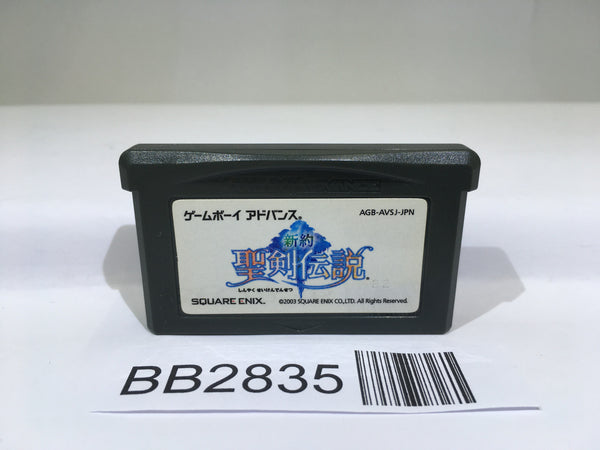 ゲームボーイ アドバンス® AGB-AVSJ-JPN
新約
聖剣伝説
しんやく せいけんでんせつ
SQUARE ENIX. ©2003 SQUARE ENIX CO.,LTD. All Rights Reserved.
BB2835